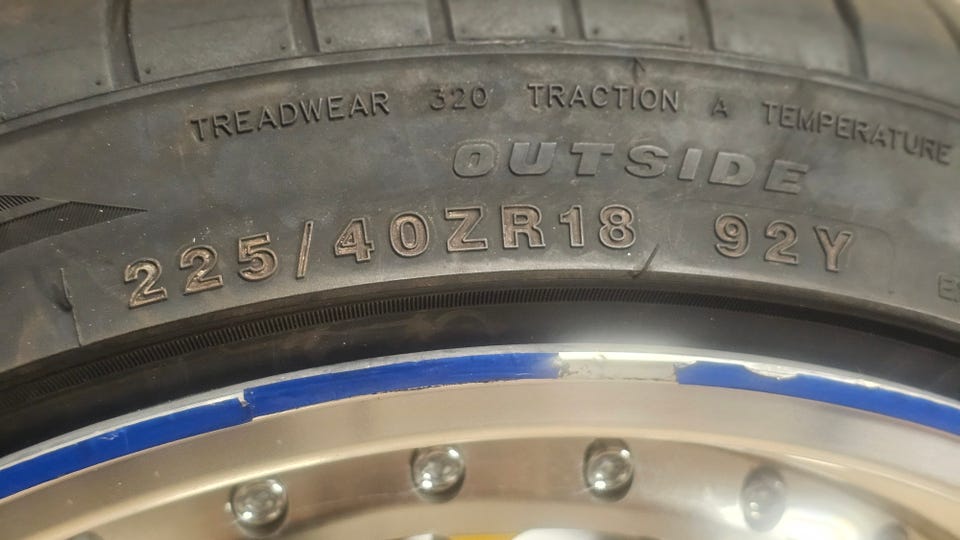 TREADWEAR 320 TRACTION A TEMPERATURE
OUTSIDE
225/40ZR18 92Y